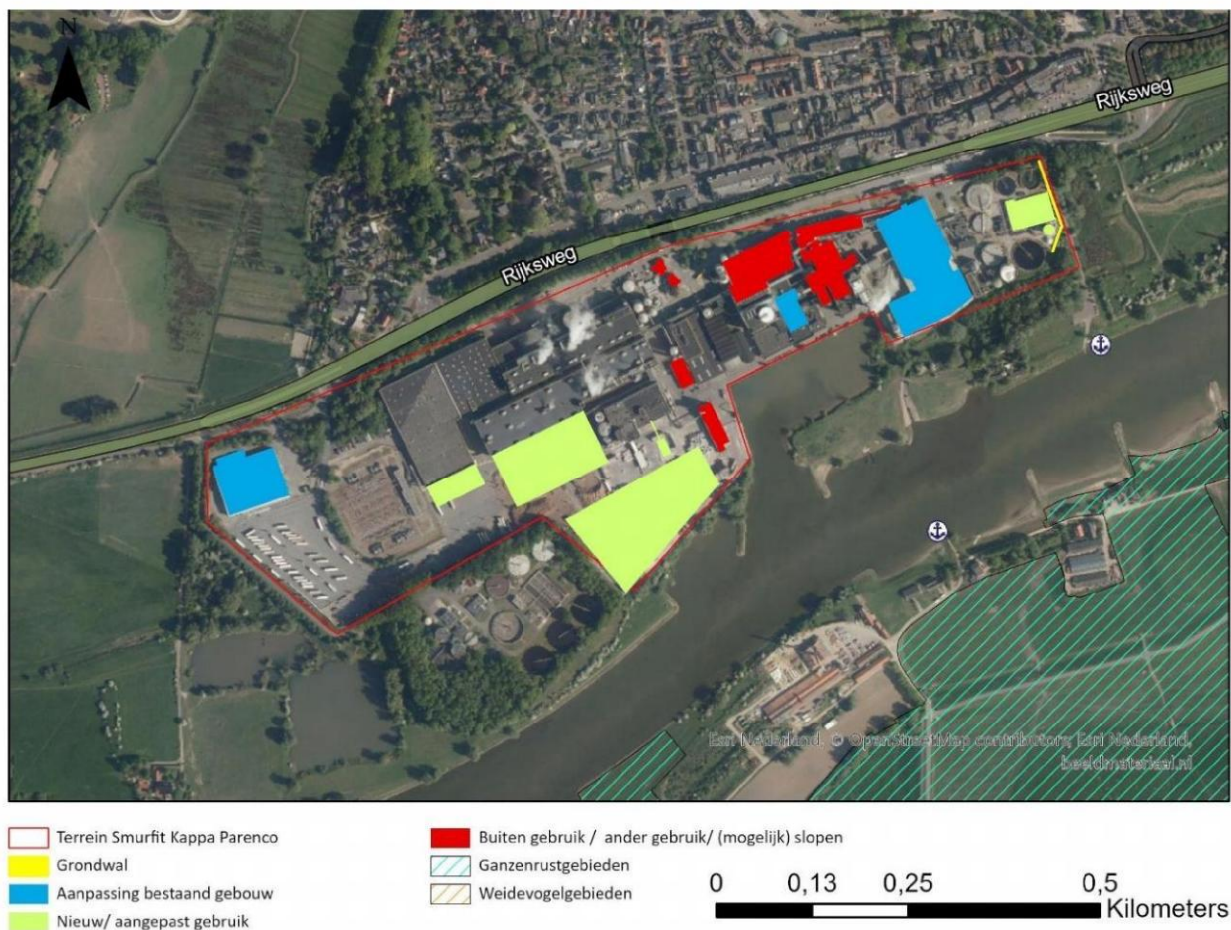 N
Rijksweg
Rijksweg
Esri Nederland, © OpenStreetMap contributors, Esri Nederland,
beeldmateriaal.nl
Terrein Smurfit Kappa Parenco
Grondwal
Aanpassing bestaand gebouw
Nieuw/ aangepast gebruik
Buiten gebruik / ander gebruik/ (mogelijk) slopen
Ganzenrustgebieden
Weidevogelgebieden
0 0,13 0,25 0,5
Kilometers